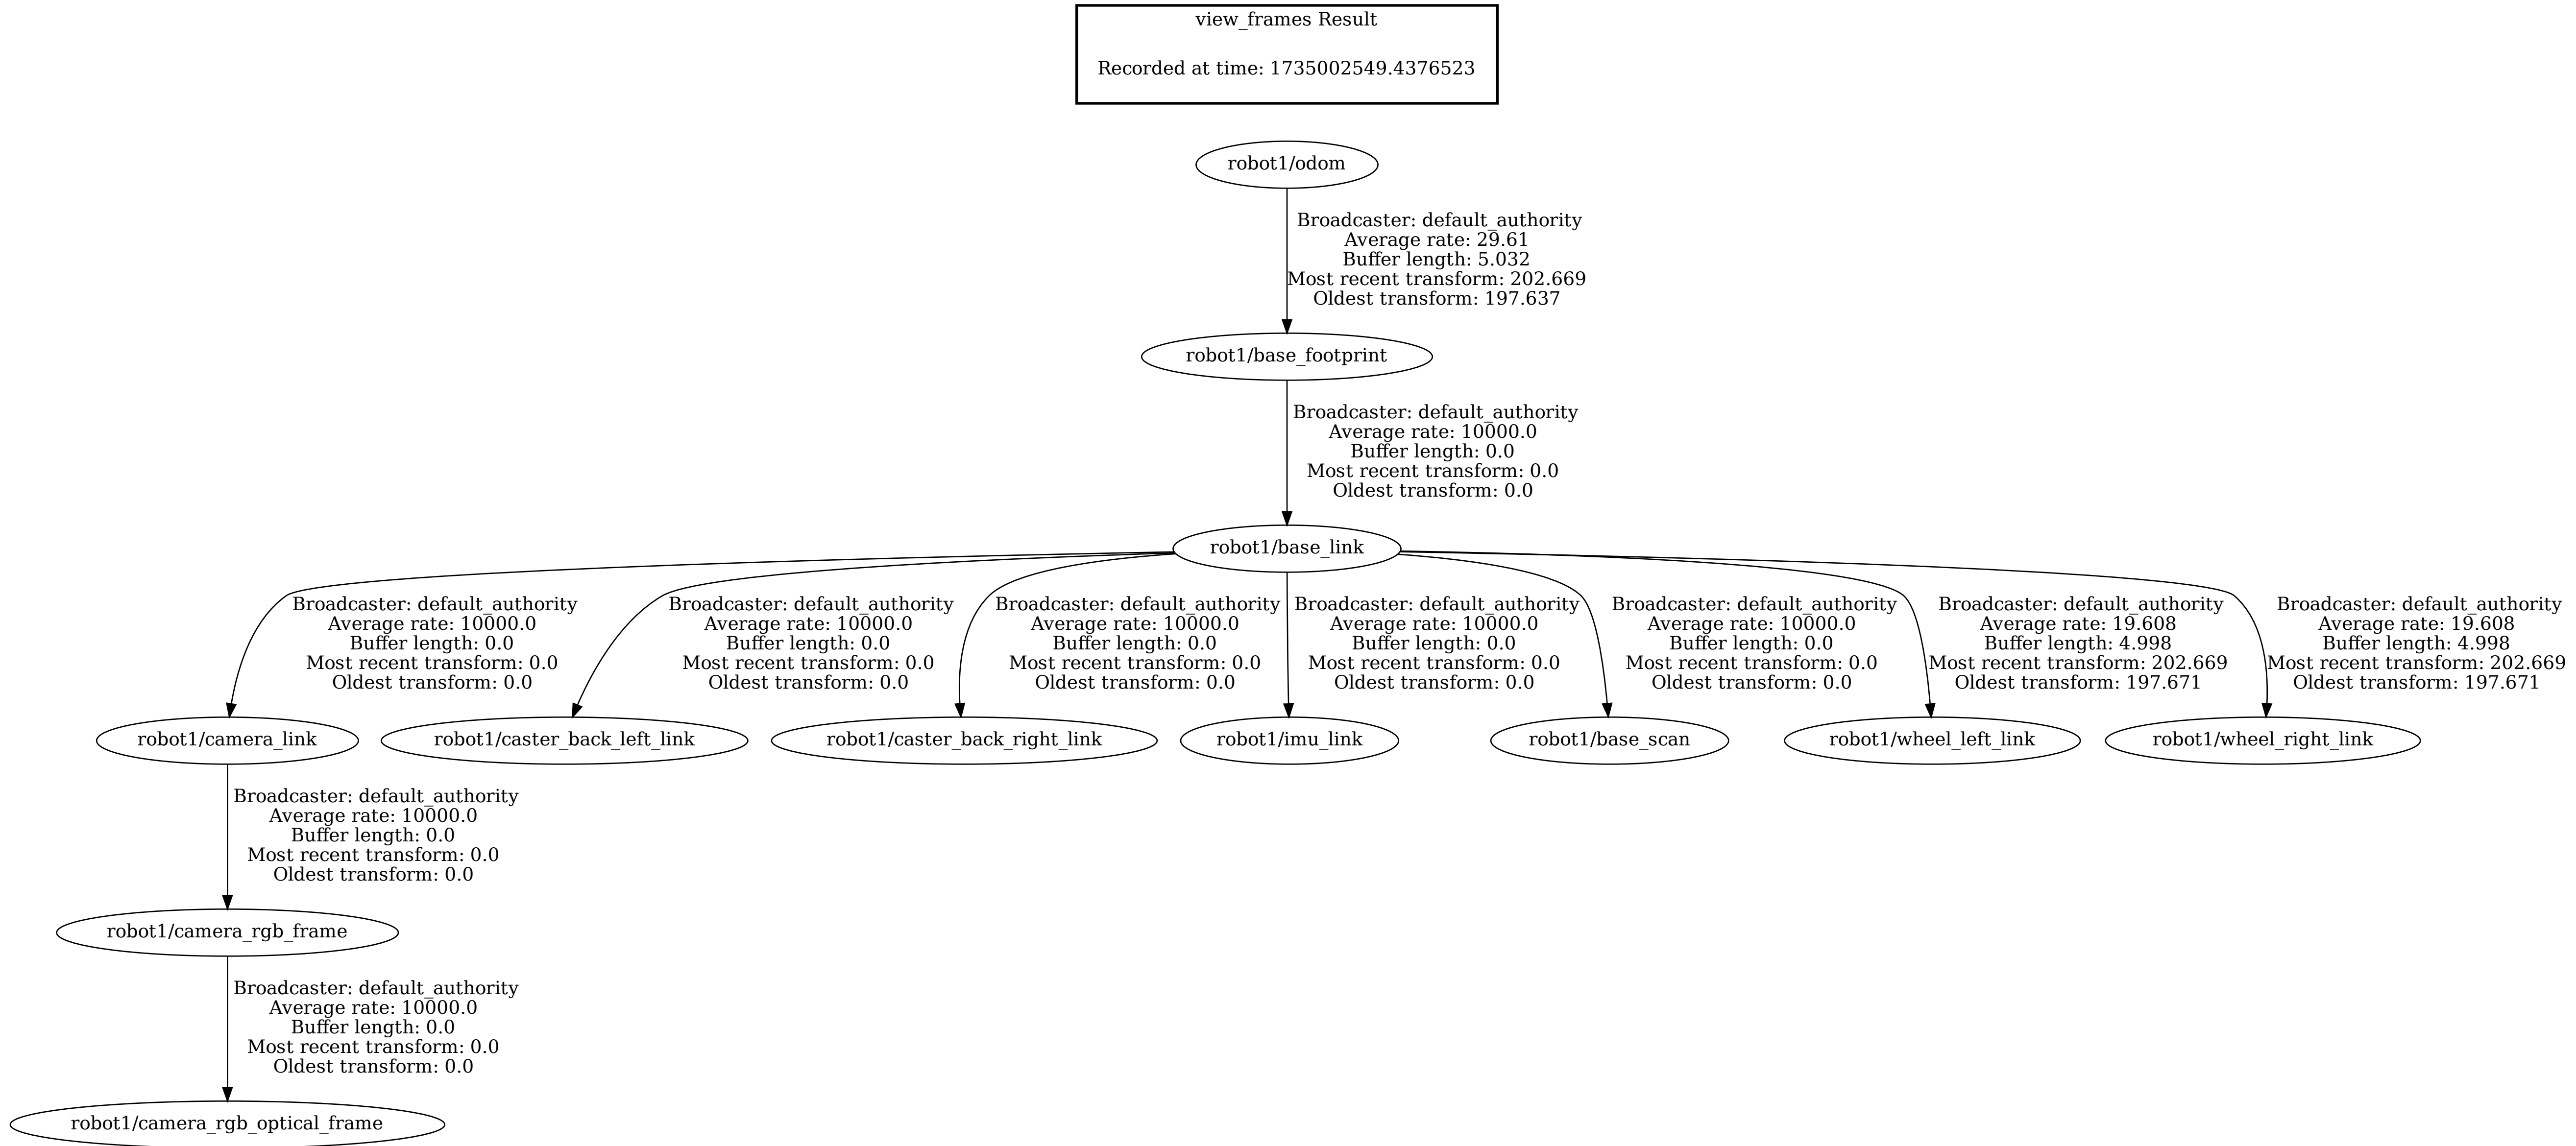 view_frames Result
Recorded at time: 1735002549.4376523
robot1/odom
Broadcaster: default_authority
Average rate: 29.61
Buffer length: 5.032
Most recent transform: 202.669
Oldest transform: 197.637
robot1/base_footprint
Broadcaster: default_authority
Average rate: 10000.0
Buffer length: 0.0
Most recent transform: 0.0
Oldest transform: 0.0
robot1/base_link
Broadcaster: default_authority
Average rate: 10000.0
Buffer length: 0.0
Most recent transform: 0.0
Oldest transform: 0.0
Broadcaster: default_authority
Average rate: 10000.0
Buffer length: 0.0
Most recent transform: 0.0
Oldest transform: 0.0
Broadcaster: default_authority
Average rate: 10000.0
Buffer length: 0.0
Most recent transform: 0.0
Oldest transform: 0.0
Broadcaster: default_authority
Average rate: 10000.0
Buffer length: 0.0
Most recent transform: 0.0
Oldest transform: 0.0
Broadcaster: default_authority
Average rate: 10000.0
Buffer length: 0.0
Most recent transform: 0.0
Oldest transform: 0.0
Broadcaster: default_authority
Average rate: 19.608
Buffer length: 4.998
Most recent transform: 202.669
Oldest transform: 197.671
Broadcaster: default_authority
Average rate: 19.608
Buffer length: 4.998
Most recent transform: 202.669
Oldest transform: 197.671
robot1/camera_link
robot1/caster_back_left_link
robot1/caster_back_right_link
robot1/imu_link
robot1/base_scan
robot1/wheel_left_link
robot1/wheel_right_link
Broadcaster: default_authority
Average rate: 10000.0
Buffer length: 0.0
Most recent transform: 0.0
Oldest transform: 0.0
robot1/camera_rgb_frame
Broadcaster: default_authority
Average rate: 10000.0
Buffer length: 0.0
Most recent transform: 0.0
Oldest transform: 0.0
robot1/camera_rgb_optical_frame